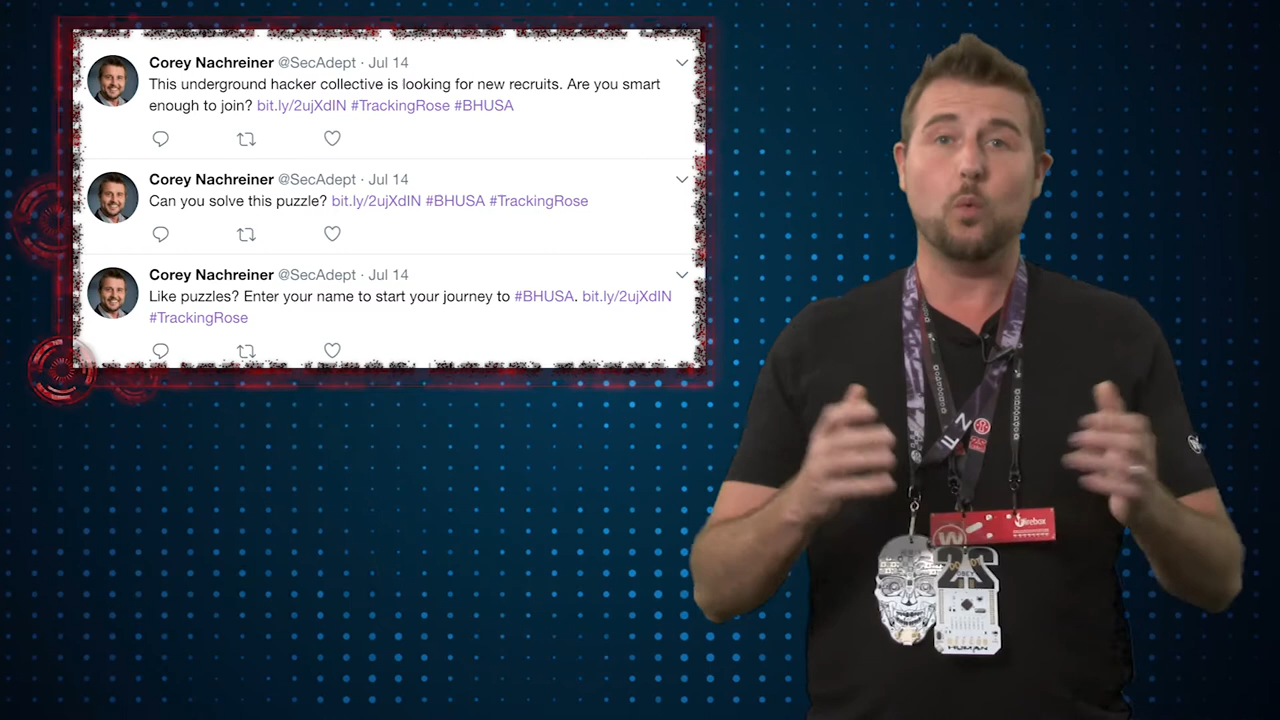 Corey Nachreiner @SecAdept · Jul 14
This underground hacker collective is looking for new recruits. Are you smart
enough to join? bit.ly/2ujXdIN #TrackingRose #BHUSA
Corey Nachreiner @SecAdept · Jul 14
Can you solve this puzzle? bit.ly/2ujXdIN #BHUSA #TrackingRose
Corey Nachreiner @SecAdept · Jul 14
Like puzzles? Enter your name to start your journey to #BHUSA. bit.ly/2ujXdIN
#TrackingRose
Firebox
W
HUMAN